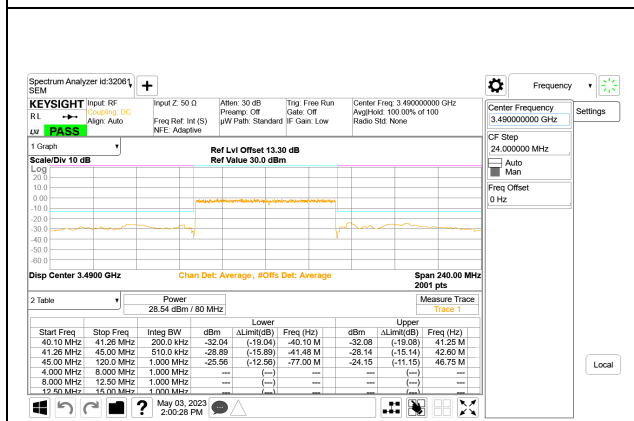 Spectrum Analyzer id:32061
SEM
Frequency
KEYSIGHT Input: RF Input Z: 50 Ω Atten: 30 dB Trig: Free Run Center Freq: 3.490000000 GHz
RL Coupling: DC Preamp: Off Gate: Off Avg|Hold: 100.00% of 100
Align: Auto Freq Ref: Int (S) µW Path: Standard IF Gain: Low Radio Std: None
LXI PASS NFE: Adaptive
Center Frequency
3.490000000 GHz
Settings
CF Step
24.000000 MHz
Auto
Man
Freq Offset
0 Hz
Local
1 Graph
Ref Lvl Offset 13.30 dB
Scale/Div 10 dB Ref Value 30.0 dBm
Log
20.0
10.0
0.00
-10.0
-20.0
-30.0
-40.0
-50.0
-60.0
Disp Center 3.4900 GHz Chan Det: Average, #Offs Det: Average Span 240.00 MHz
2001 pts
2 Table Power Measure Trace
28.54 dBm / 80 MHz Trace 1
Lower Upper
Start Freq Stop Freq Integ BW dBm ΔLimit(dB) Freq (Hz) dBm ΔLimit(dB) Freq (Hz)
40.10 MHz 41.26 MHz 200.0 kHz -32.04 (-19.04) -40.10 M -32.08 (-19.08) 41.25 M
41.26 MHz 45.00 MHz 510.0 kHz -28.89 (-15.89) -41.48 M -28.14 (-15.14) 42.60 M
45.00 MHz 120.0 MHz 1.000 MHz -25.56 (-12.56) -77.00 M -24.15 (-11.15) 46.75 M
4.000 MHz 8.000 MHz 1.000 MHz --- (---) --- --- (---) ---
8.000 MHz 12.50 MHz 1.000 MHz --- (---) --- --- (---) ---
12.50 MHz 15.00 MHz 1.000 MHz --- (---) --- --- (---) ---
? May 03, 2023
2:00:28 PM